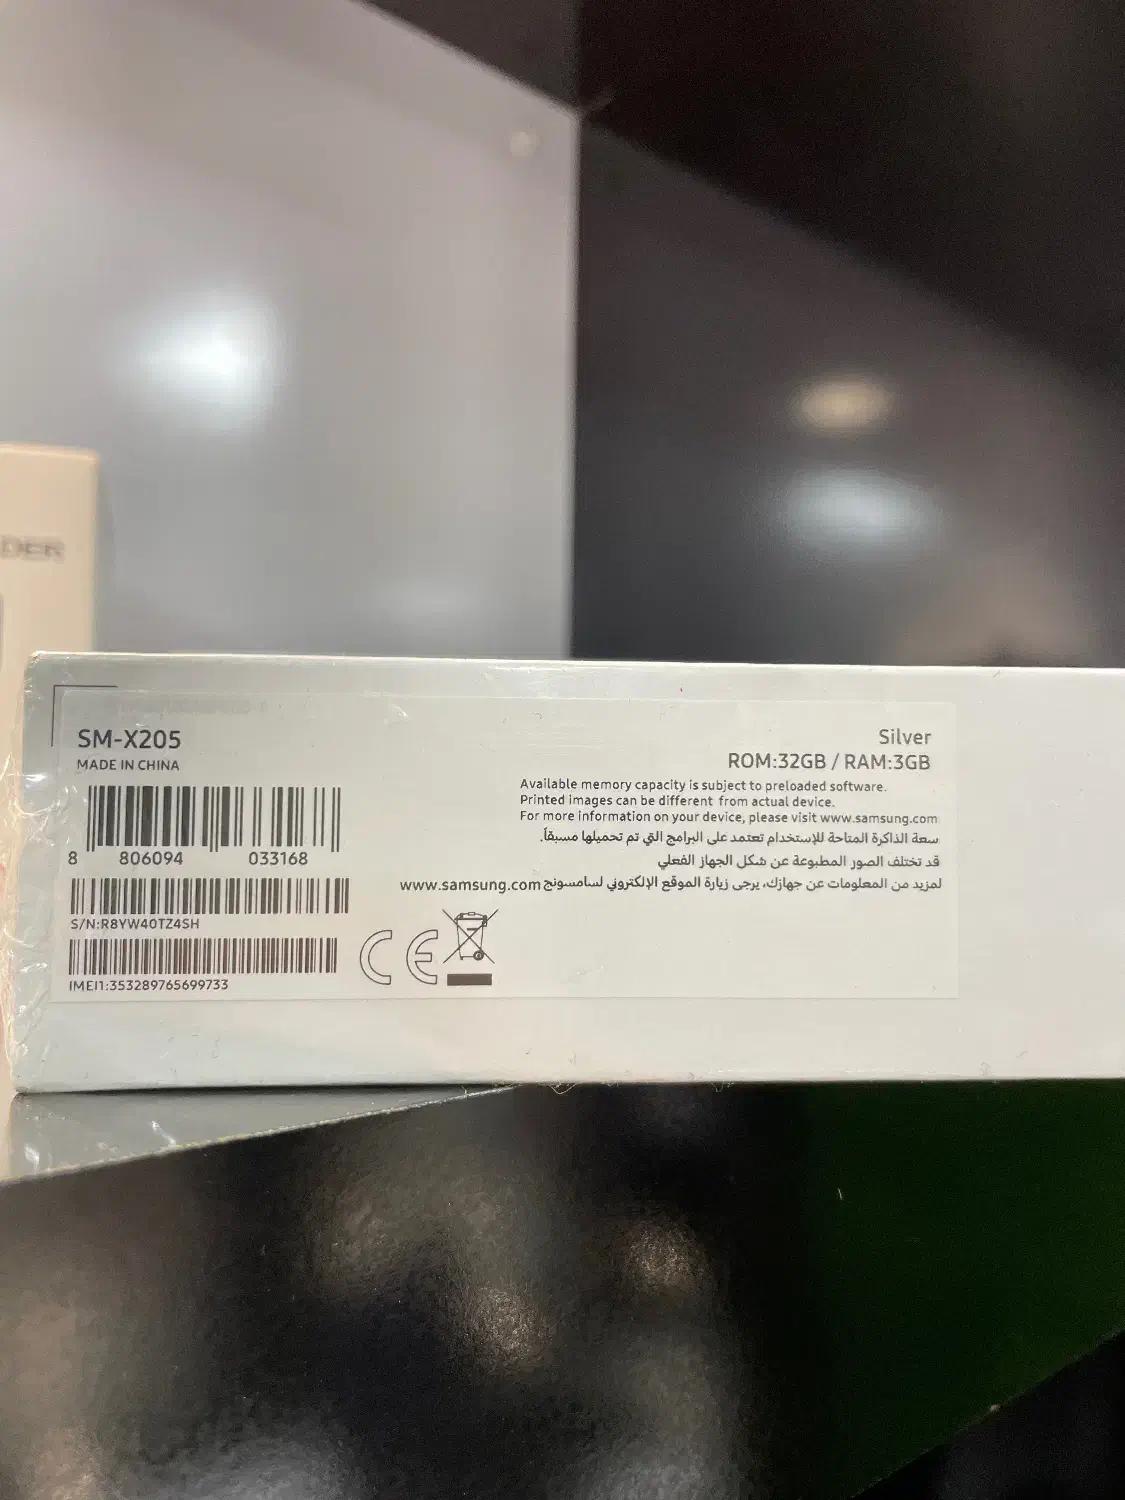 SM-X205
MADE IN CHINA
8 806094 033168
S/N:R8YW40TZ4SH
IMEI1:353289765699733
Silver
ROM:32GB / RAM:3GB
Available memory capacity is subject to preloaded software.
Printed images can be different from actual device.
For more information on your device, please visit www.samsung.com
سعة الذاكرة المتاحة للإستخدام تعتمد على البرامج التي تم تحميلها مسبقاً.
قد تختلف الصور المطبوعة عن شكل الجهاز الفعلي
لمزيد من المعلومات عن جهازك، يرجى زيارة الموقع الإلكتروني لسامسونج www.samsung.com
CE
DER